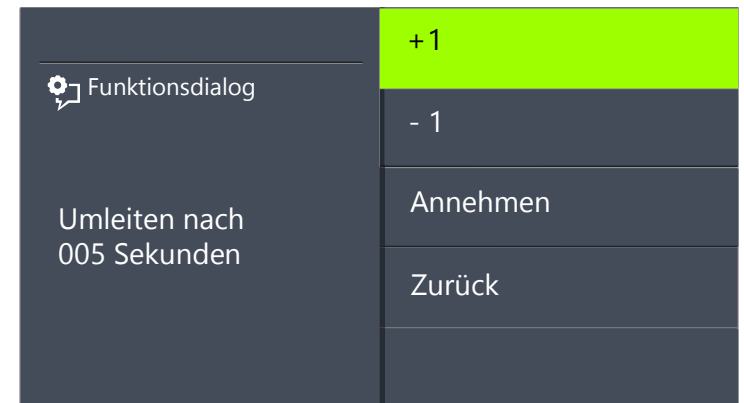 Funktionsdialog
Umleiten nach
005 Sekunden
+1
- 1
Annehmen
Zurück